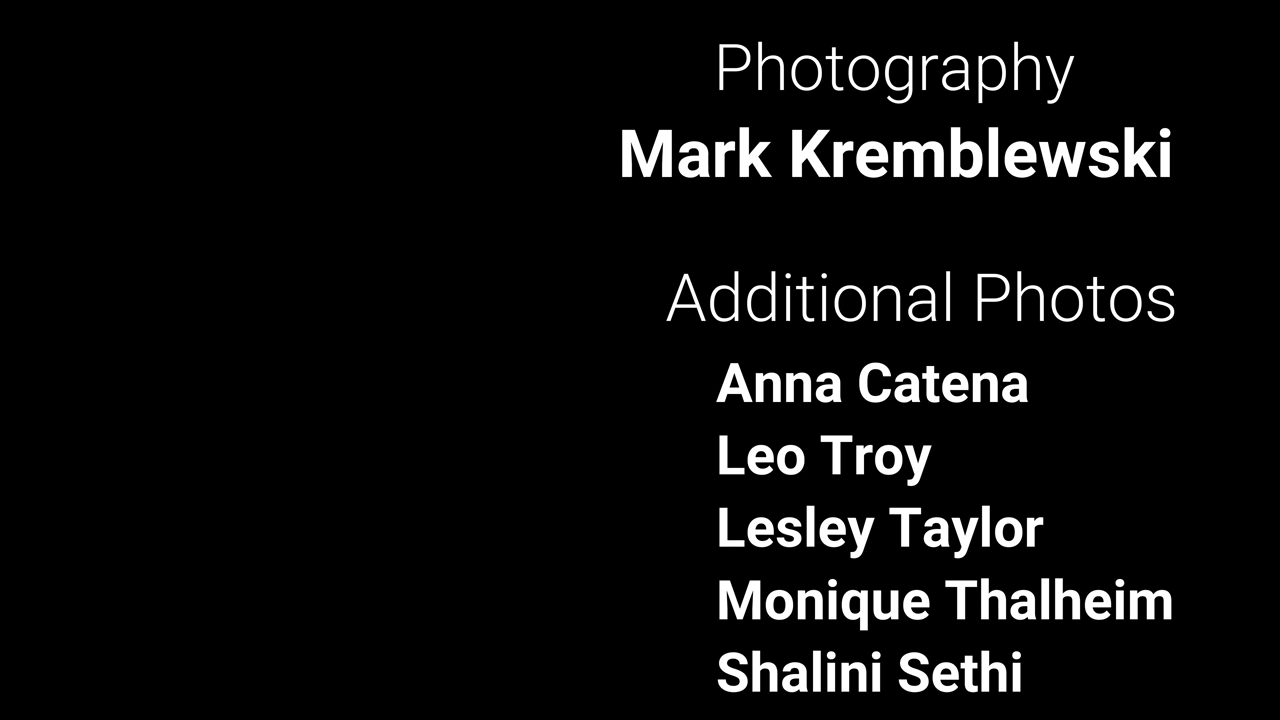 Photography
Mark Kremblewski
Additional Photos
Anna Catena
Leo Troy
Lesley Taylor
Monique Thalheim
Shalini Sethi